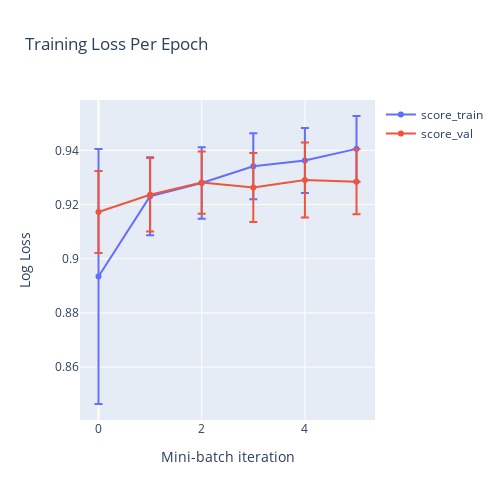 Training Loss Per Epoch
score_train
score_val
0.94
0.92
0.9
0.88
0.86
Log Loss
0 2 4
Mini-batch iteration